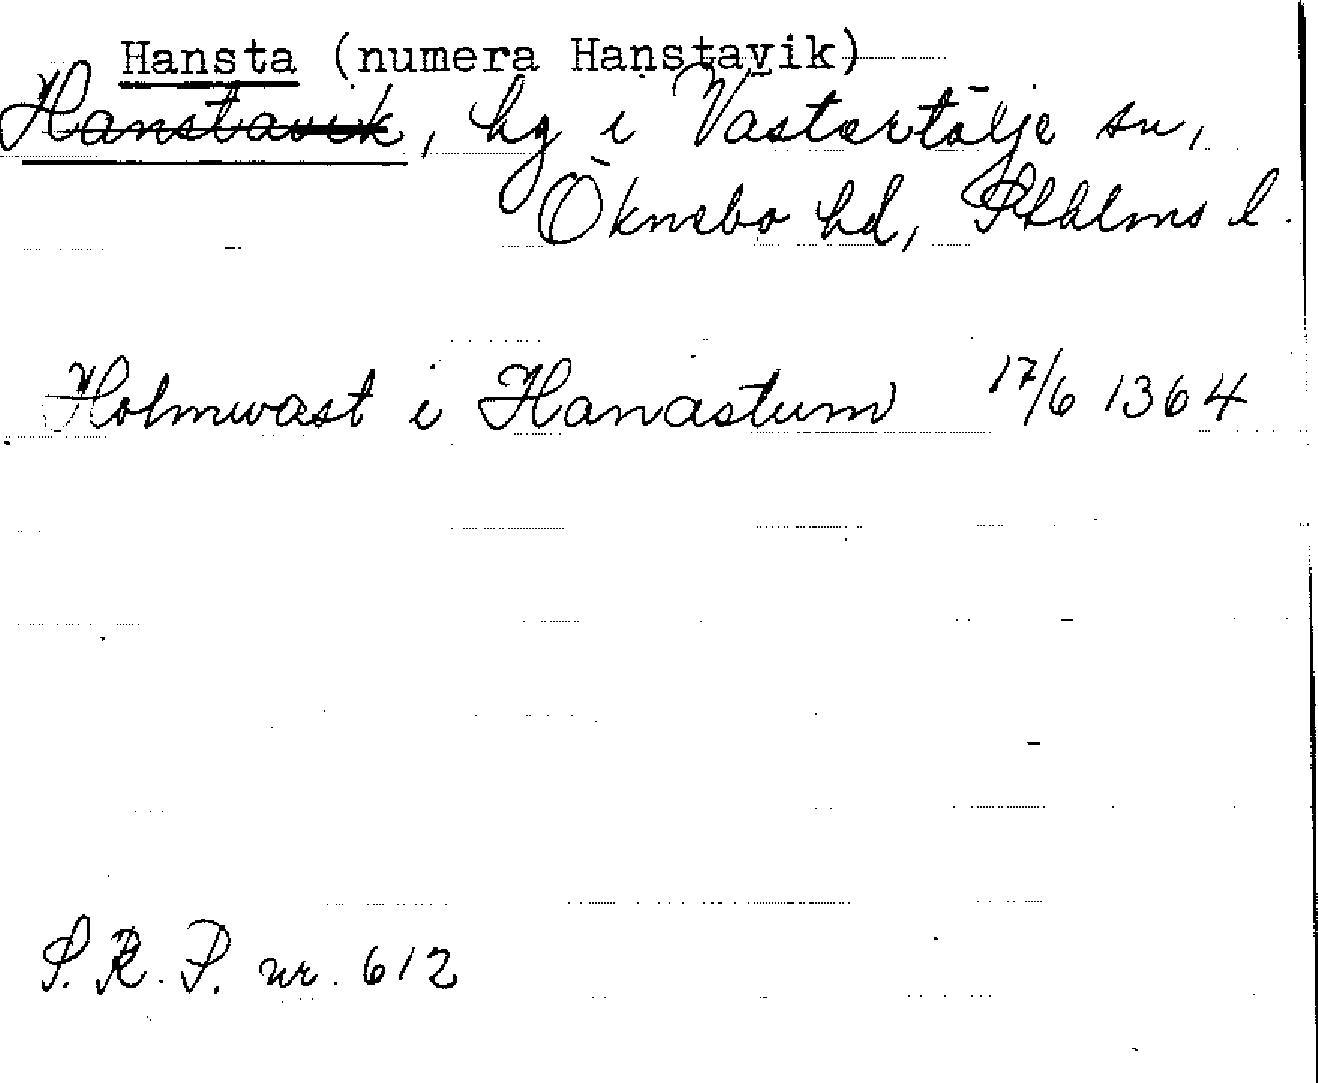 Hansta (numera Hanstavik)
Hanstavik, hg i Västertälje sn,
Öknebo hd, Sthlms l.
Holmwast i Hanastum 17/6 1364
S.R.P. nr. 612